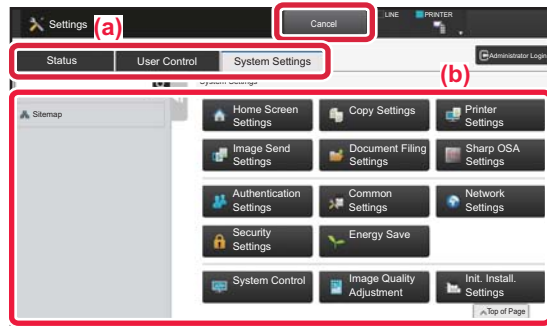 Settings
(a)
Cancel
LINE
PRINTER
Status
User Control
System Settings
Administrator Login
(b)
System Settings
Sitemap
Home Screen
Settings
Copy Settings
Printer
Settings
Image Send
Settings
Document Filing
Settings
Sharp OSA
Settings
Authentication
Settings
Common
Settings
Network
Settings
Security
Settings
Energy Save
System Control
Image Quality
Adjustment
Init. Install.
Settings
Top of Page